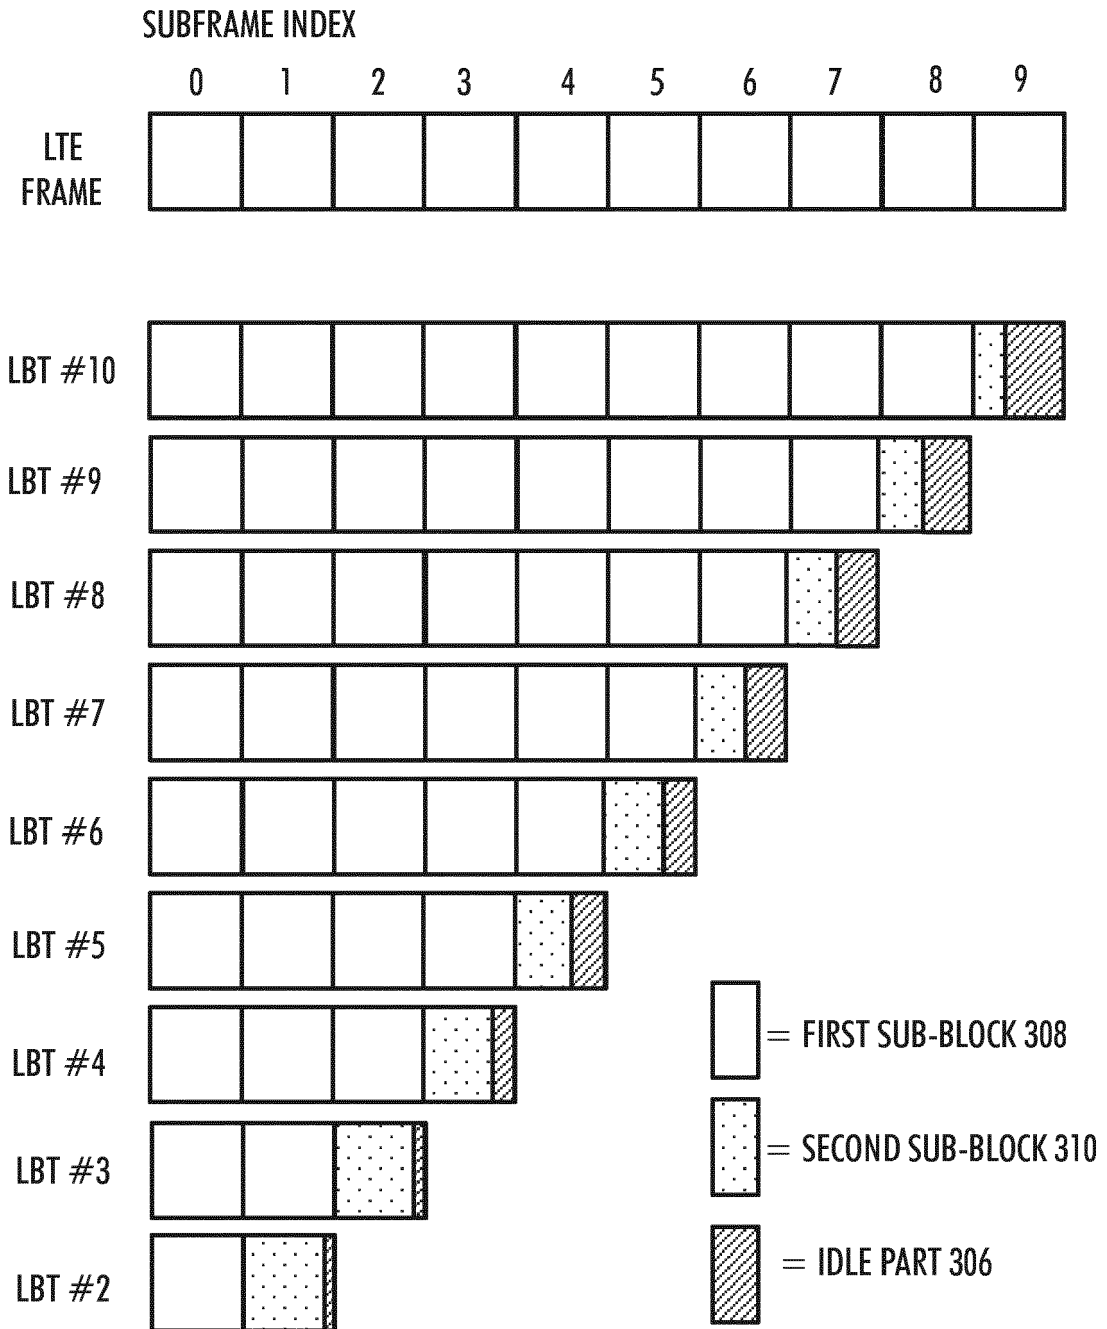 SUBFRAME INDEX
0 1 2 3 4 5 6 7 8 9
LTE
FRAME
LBT #10
LBT #9
LBT #8
LBT #7
LBT #6
LBT #5
LBT #4
= FIRST SUB-BLOCK 308
LBT #3
= SECOND SUB-BLOCK 310
LBT #2
= IDLE PART 306